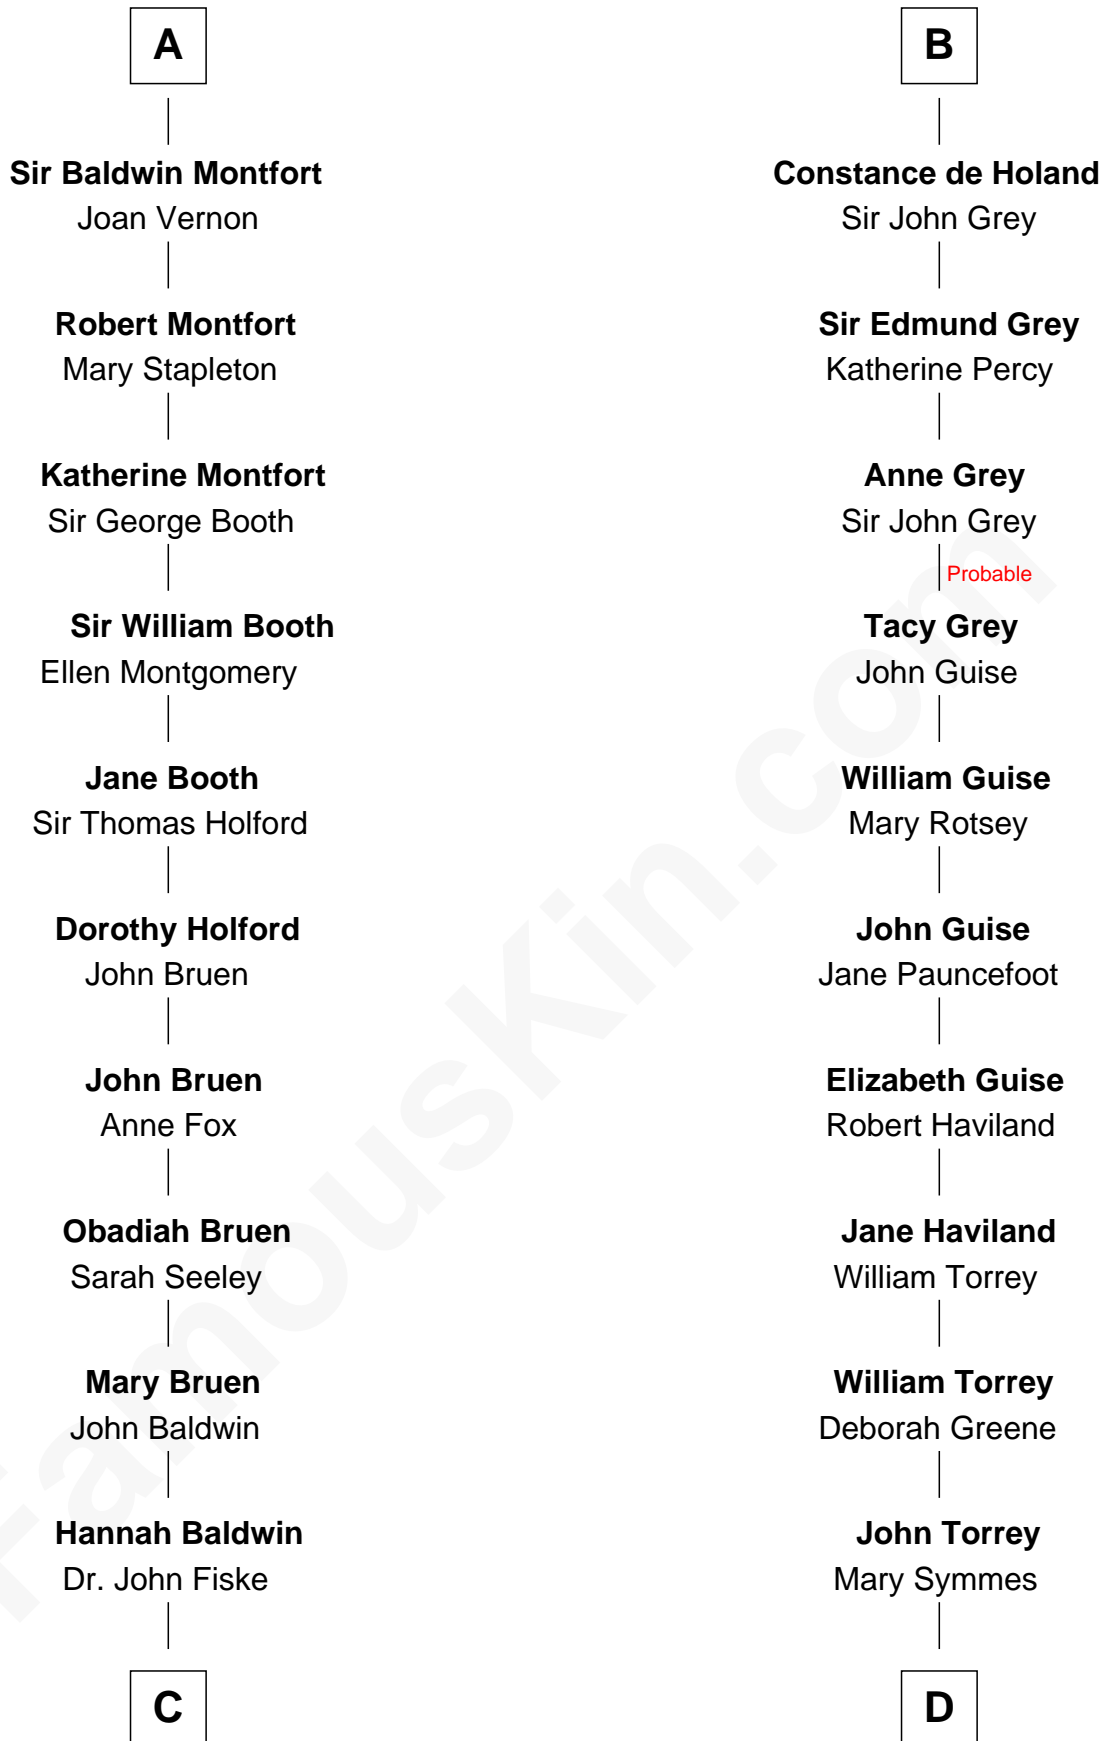 A
Sir Baldwin Montfort
Joan Vernon
Robert Montfort
Mary Stapleton
Katherine Montfort
Sir George Booth
Sir William Booth
Ellen Montgomery
Jane Booth
Sir Thomas Holford
Dorothy Holford
John Bruen
John Bruen
Anne Fox
Obadiah Bruen
Sarah Seeley
Mary Bruen
John Baldwin
Hannah Baldwin
Dr. John Fiske
C
B
Constance de Holand
Sir John Grey
Sir Edmund Grey
Katherine Percy
Anne Grey
Sir John Grey
Probable
Tacy Grey
John Guise
William Guise
Mary Rotsey
John Guise
Jane Pauncefoot
Elizabeth Guise
Robert Haviland
Jane Haviland
William Torrey
William Torrey
Deborah Greene
John Torrey
Mary Symmes
D
FamousKin.com